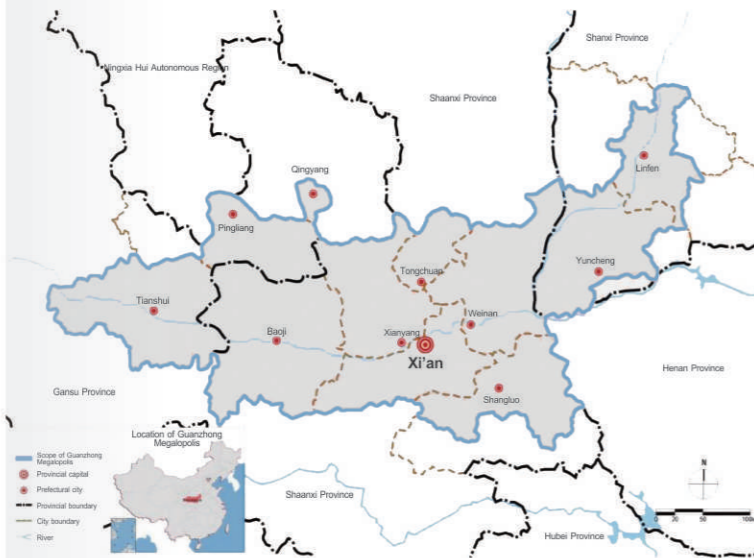 Shanxi Province
Ningxia Hui Autonomous Region
Shaanxi Province
Qingyang
Linfen
Pingliang
Yuncheng
Tongchuan
Tianshui
Weinan
Baoji
Xianyang
Xi'an
Henan Province
Shangluo
Gansu Province
Location of Guanzhong
Megalopolis
Scope of Guanzhong
Megalopolis
Provincial capital
Prefectural city
Provincial boundary
City boundary
River
Shaanxi Province
Hubei Province
N
0 20 50